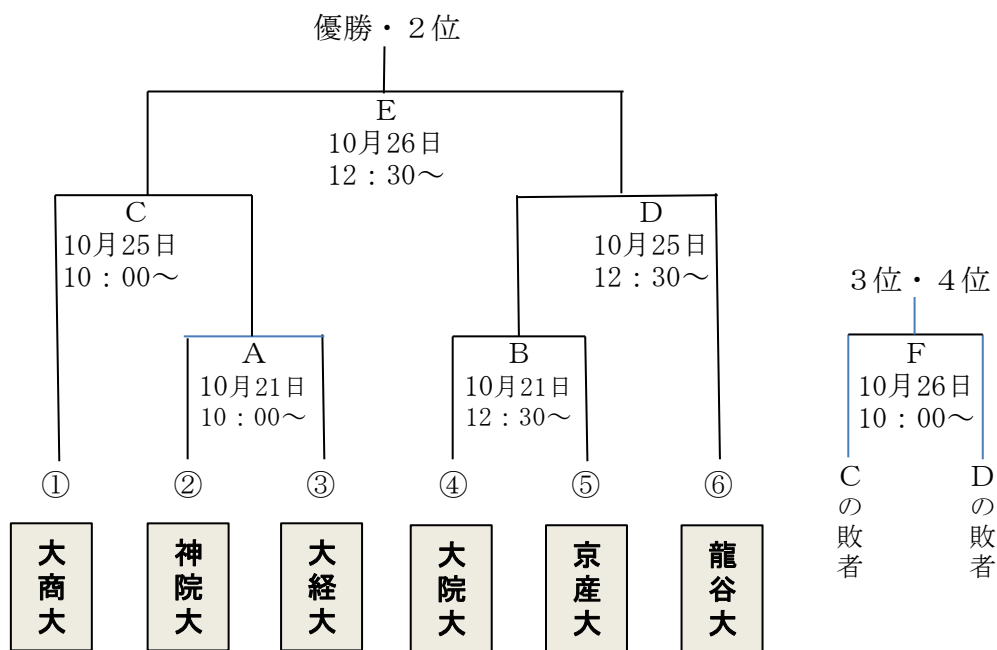 優勝・２位
E
10月26日
12：30～
C
10月25日
10：00～
D
10月25日
12：30～
３位・４位
A
10月21日
10：00～
B
10月21日
12：30～
F
10月26日
10：00～
①
②
③
④
⑤
⑥
Cの敗者
Dの敗者
大商大
神院大
大経大
大院大
京産大
龍谷大